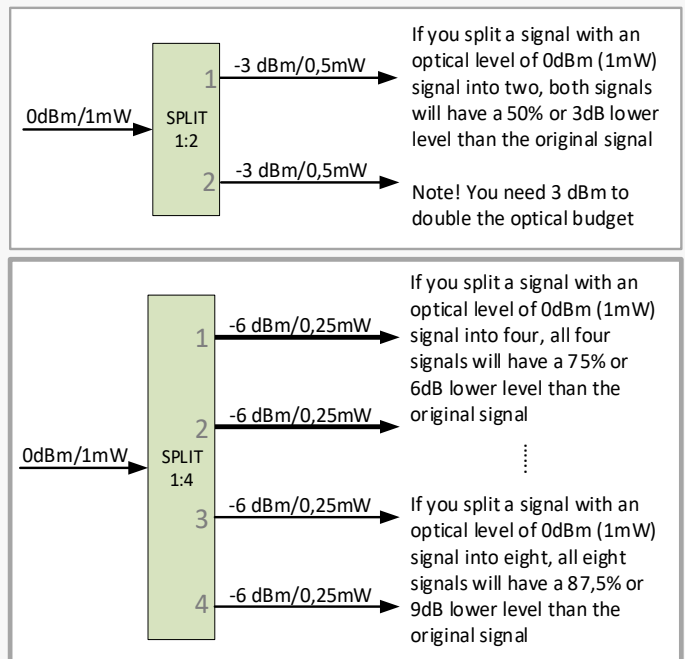 0dBm/1mW
SPLIT
1:2
1
2
-3 dBm/0,5mW
-3 dBm/0,5mW
If you split a signal with an
optical level of 0dBm (1mW)
signal into two, both signals
will have a 50% or 3dB lower
level than the original signal
Note! You need 3 dBm to
double the optical budget
0dBm/1mW
SPLIT
1:4
1
2
3
4
-6 dBm/0,25mW
-6 dBm/0,25mW
-6 dBm/0,25mW
-6 dBm/0,25mW
If you split a signal with an
optical level of 0dBm (1mW)
signal into four, all four
signals will have a 75% or
6dB lower level than the
original signal
If you split a signal with an
optical level of 0dBm (1mW)
signal into eight, all eight
signals will have a 87,5% or
9dB lower level than the
original signal